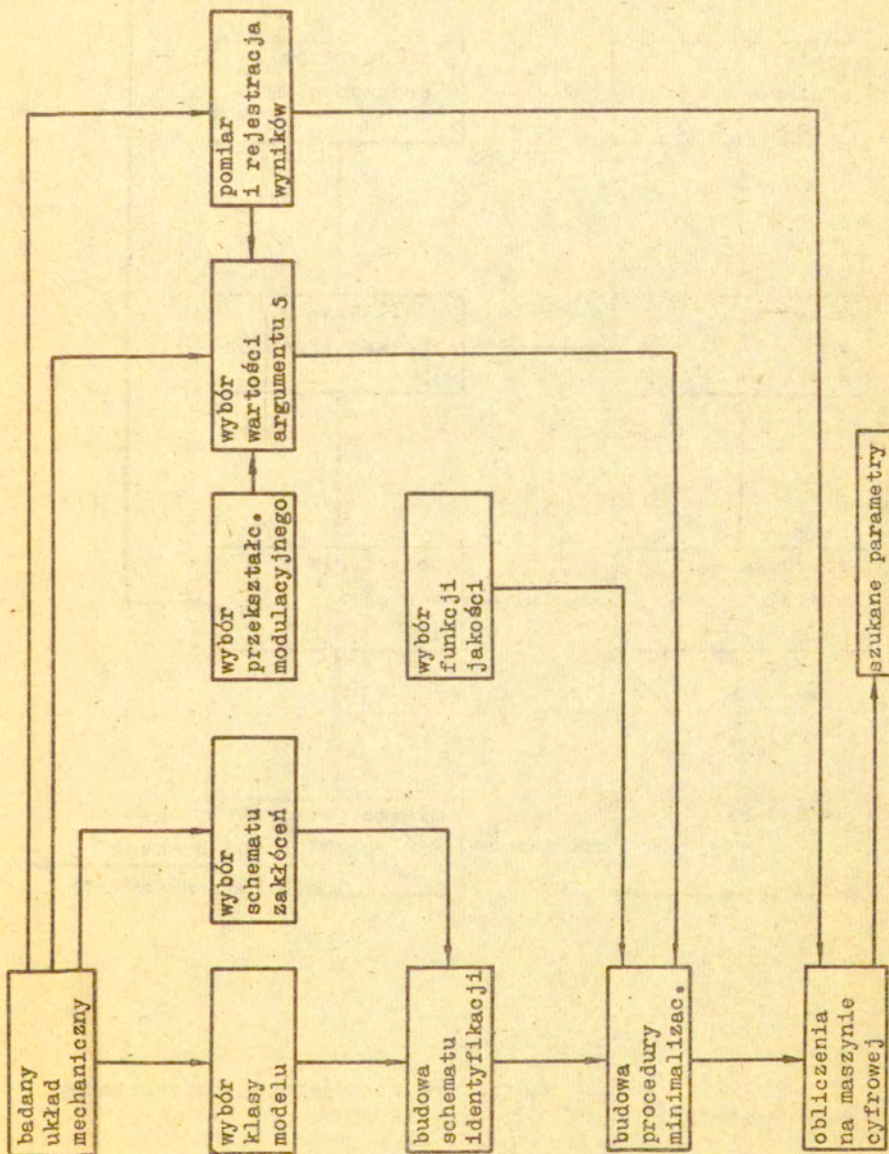 badany
układ
mechaniczny
wybór
klasy
modelu
wybór
schematu
zakłóceń
wybór
przekształc.
modulacyjnego
wybór
wartości
argumentu s
pomiar
i rejestracja
wyników
budowa
schematu
identyfikacji
wybór
funkcji
jakości
budowa
procedury
minimalizac.
obliczenia
na maszynie
cyfrowej
szukane parametry